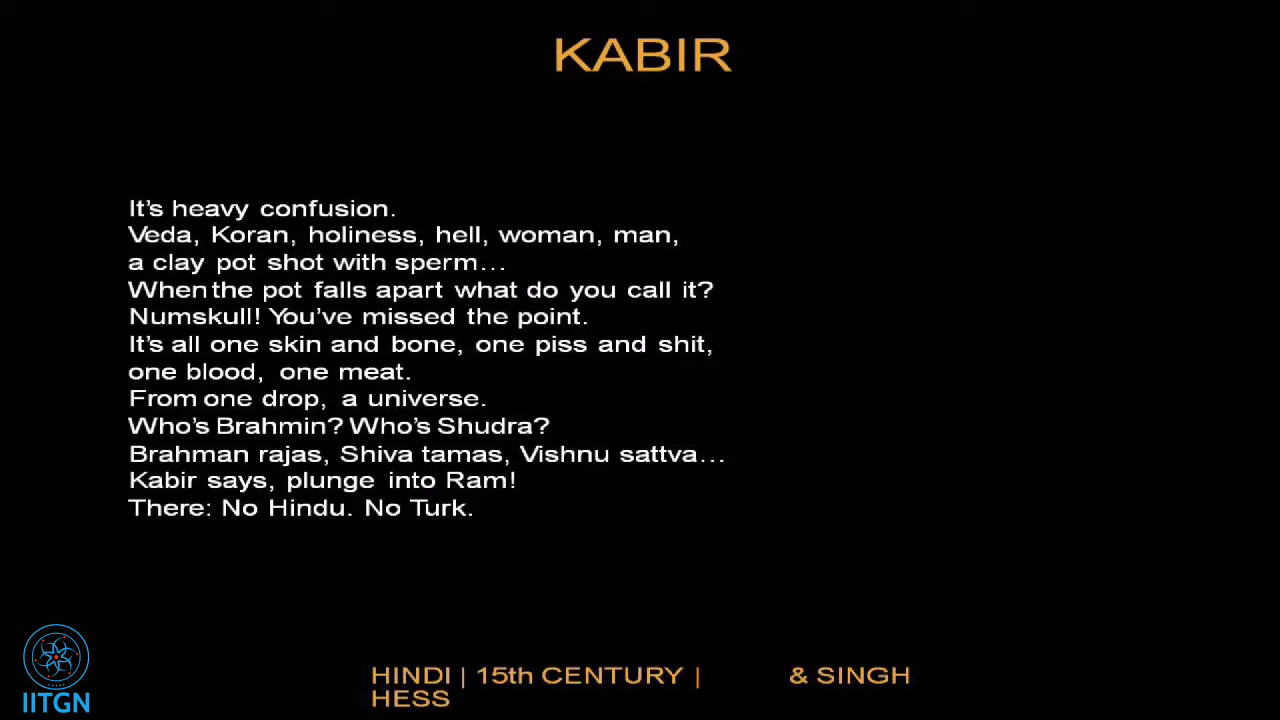 KABIR
It’s heavy confusion.
Veda, Koran, holiness, hell, woman, man,
a clay pot shot with sperm…
When the pot falls apart what do you call it?
Numskull! You’ve missed the point.
It’s all one skin and bone, one piss and shit,
one blood, one meat.
From one drop, a universe.
Who’s Brahmin? Who’s Shudra?
Brahman rajas, Shiva tamas, Vishnu sattva…
Kabir says, plunge into Ram!
There: No Hindu. No Turk.
HINDI | 15th CENTURY | & SINGH
HESS
IITGN